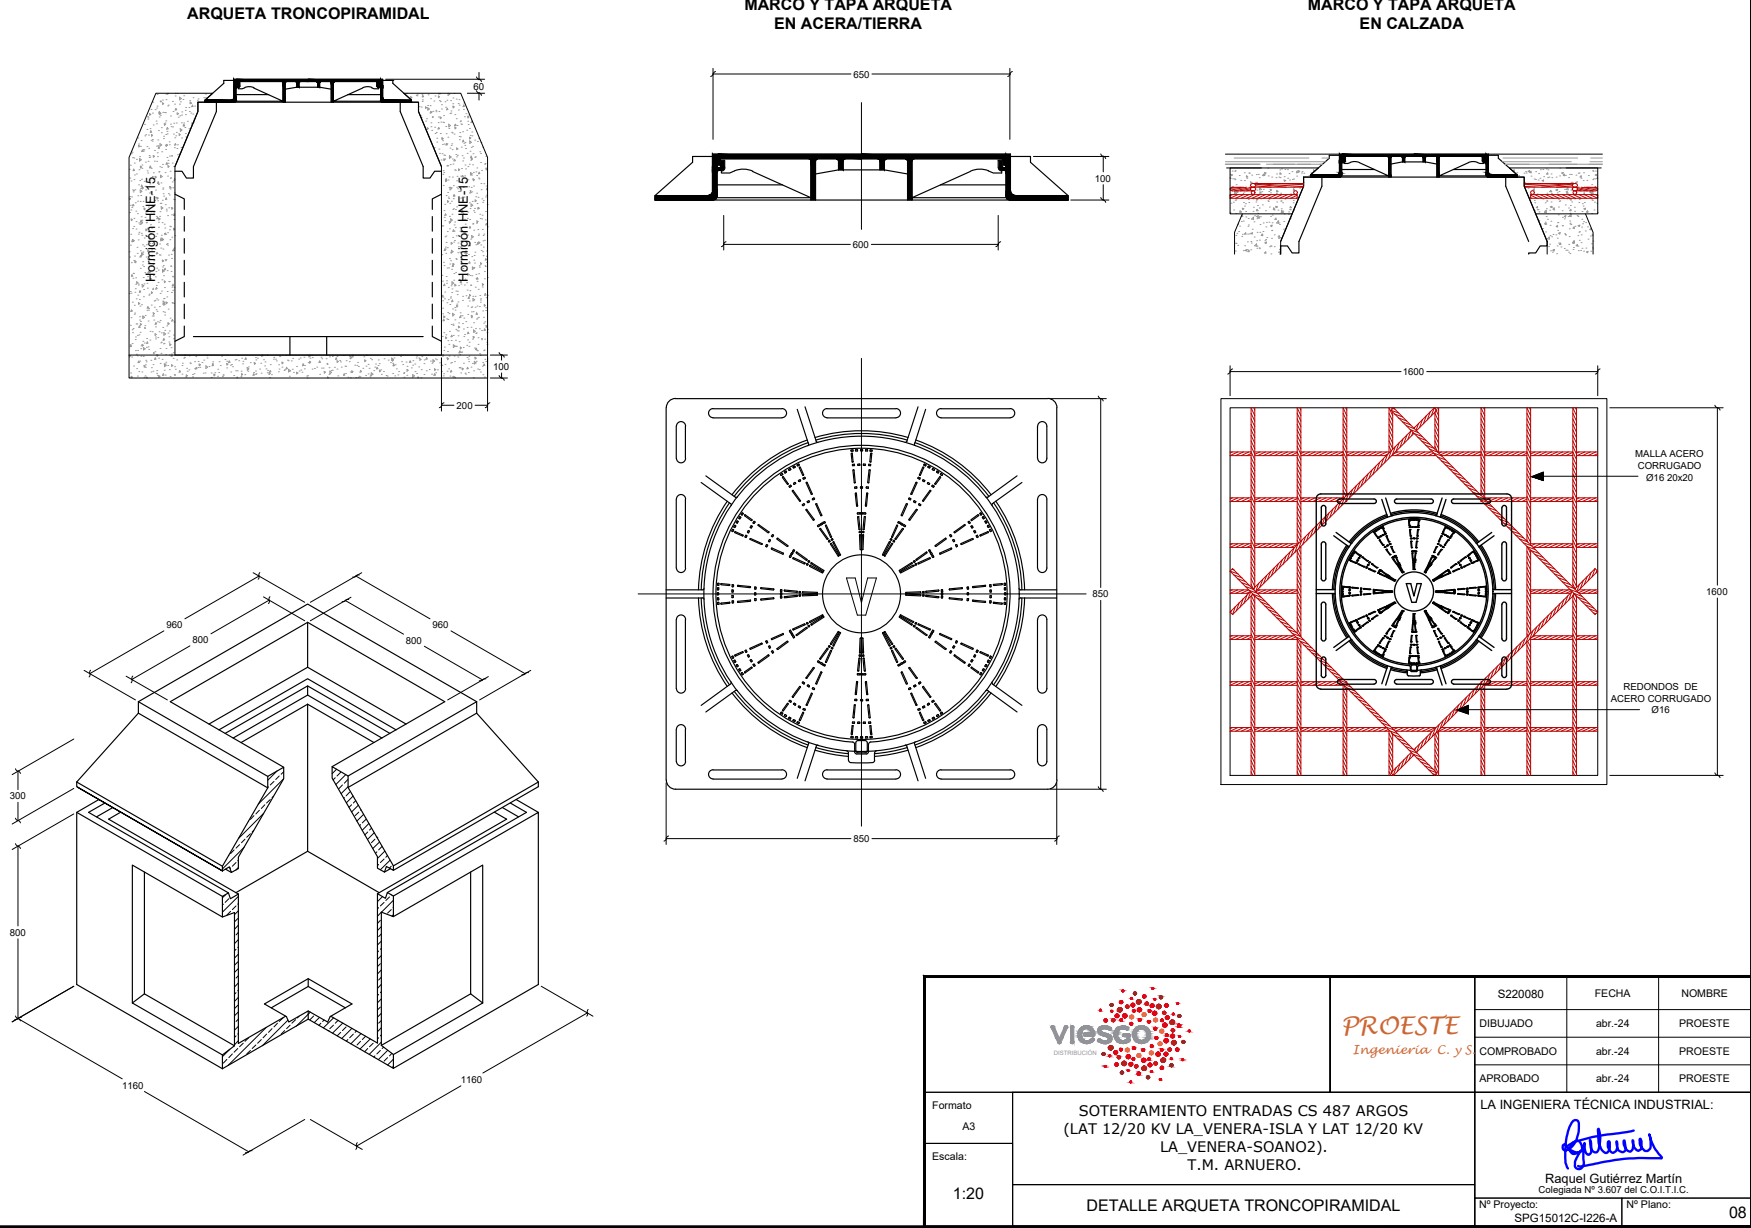 ARQUETA TRONCOPIRAMIDAL
MARCO Y TAPA ARQUETA
EN ACERA/TIERRA
MARCO Y TAPA ARQUETA
EN CALZADA
60
Hormigón HNE-15
Hormigón HNE-15
100
200
650
100
600
850
850
V
1600
1600
MALLA ACERO
CORRUGADO
Ø16 20x20
REDONDOS DE
ACERO CORRUGADO
Ø16
V
960
800
960
800
300
800
1160
1160
viesgo
DISTRIBUCIÓN
PROESTE
Ingeniería C. y S
S220080 FECHA NOMBRE
DIBUJADO abr.-24 PROESTE
COMPROBADO abr.-24 PROESTE
APROBADO abr.-24 PROESTE
Formato
A3
Escala:
1:20
SOTERRAMIENTO ENTRADAS CS 487 ARGOS
(LAT 12/20 KV LA_VENERA-ISLA Y LAT 12/20 KV
LA_VENERA-SOANO2).
T.M. ARNUERO.
DETALLE ARQUETA TRONCOPIRAMIDAL
LA INGENIERA TÉCNICA INDUSTRIAL:
Raquel Gutiérrez Martín
Colegiada Nº 3.607 del C.O.I.T.I.C.
Nº Proyecto:
SPG15012C-I226-A
Nº Plano:
08